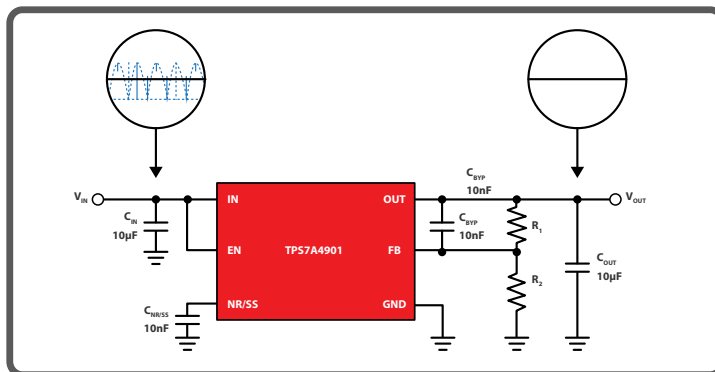 C_BYP
10nF
V_IN
IN
OUT
V_OUT
C_IN
10µF
C_BYP
10nF
R_1
EN
TPS7A4901
FB
C_OUT
10µF
R_2
NR/SS
GND
C_NR/SS
10nF